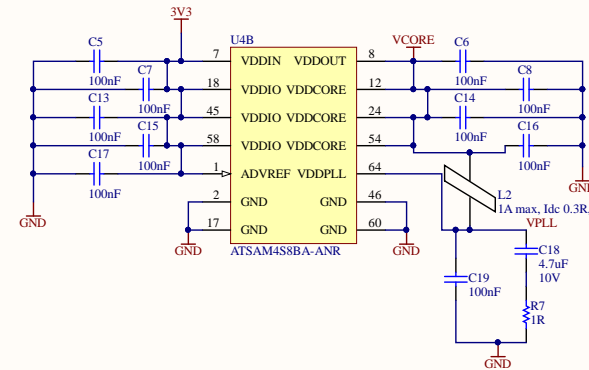 3V3
U4B
VCORE
C5
100nF
C7
100nF
C13
100nF
C15
100nF
C17
100nF
GND
7 VDDIN VDDOUT 8
18 VDDIO VDDCORE 12
45 VDDIO VDDCORE 24
58 VDDIO VDDCORE 54
1 ADVREF VDDPLL 64
2 GND GND 46
17 GND GND 60
GND
ATSAM4S8BA-ANR
GND
C6
100nF
C8
100nF
C14
100nF
C16
100nF
GND
L2
1A max, Idc 0.3R,
VPLL
C18
4.7uF
10V
C19
100nF
R7
1R
GND